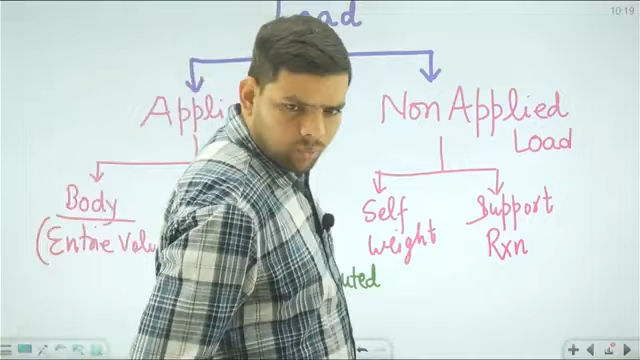 10:19
Load
Appli
Non Applied
Load
Body
(Entire Volu
Self
Weight
Support
Rxn
uted